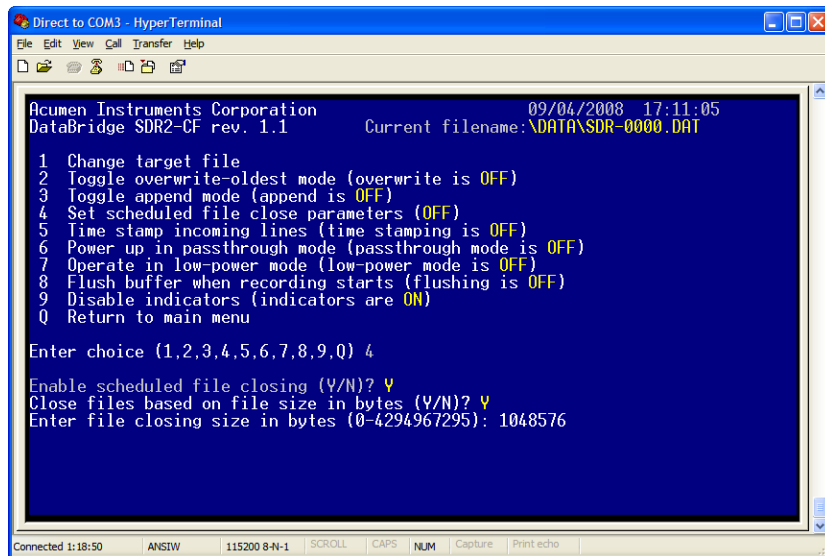 Direct to COM3 - HyperTerminal
File Edit View Call Transfer Help
Acumen Instruments Corporation 09/04/2008 17:11:05
DataBridge SDR2-CF rev. 1.1 Current filename:\DATA\SDR-0000.DAT
1 Change target file
2 Toggle overwrite-oldest mode (overwrite is OFF)
3 Toggle append mode (append is OFF)
4 Set scheduled file close parameters (OFF)
5 Time stamp incoming lines (time stamping is OFF)
6 Power up in passthrough mode (passthrough mode is OFF)
7 Operate in low-power mode (low-power mode is OFF)
8 Flush buffer when recording starts (flushing is OFF)
9 Disable indicators (indicators are ON)
Q Return to main menu
Enter choice (1,2,3,4,5,6,7,8,9,Q) 4
Enable scheduled file closing (Y/N)? Y
Close files based on file size in bytes (Y/N)? Y
Enter file closing size in bytes (0-4294967295): 1048576
Connected 1:18:50 ANSIW 115200 8-N-1 SCROLL CAPS NUM Capture Print echo